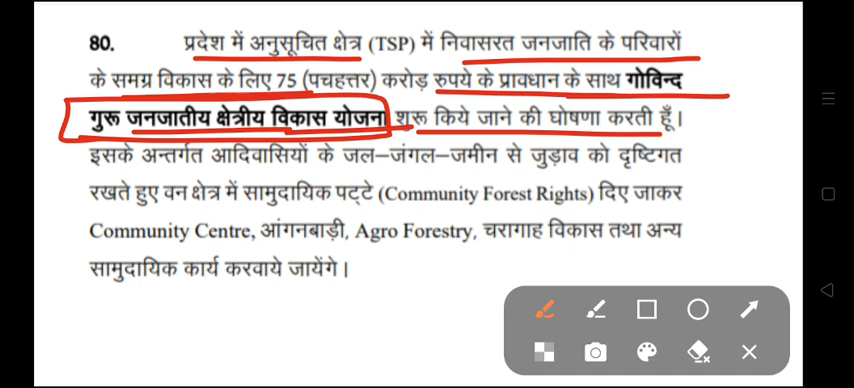 80. प्रदेश में अनुसूचित क्षेत्र (TSP) में निवासरत जनजाति के परिवारों
के समग्र विकास के लिए 75 (पचहत्तर) करोड़ रुपये के प्रावधान के साथ गोविन्द
गुरू जनजातीय क्षेत्रीय विकास योजना शुरू किये जाने की घोषणा करती हूँ।
इसके अन्तर्गत आदिवासियों के जल–जंगल–जमीन से जुड़ाव को दृष्टिगत
रखते हुए वन क्षेत्र में सामुदायिक पट्टे (Community Forest Rights) दिए जाकर
Community Centre, आंगनबाड़ी, Agro Forestry, चरागाह विकास तथा अन्य
सामुदायिक कार्य करवाये जायेंगे।